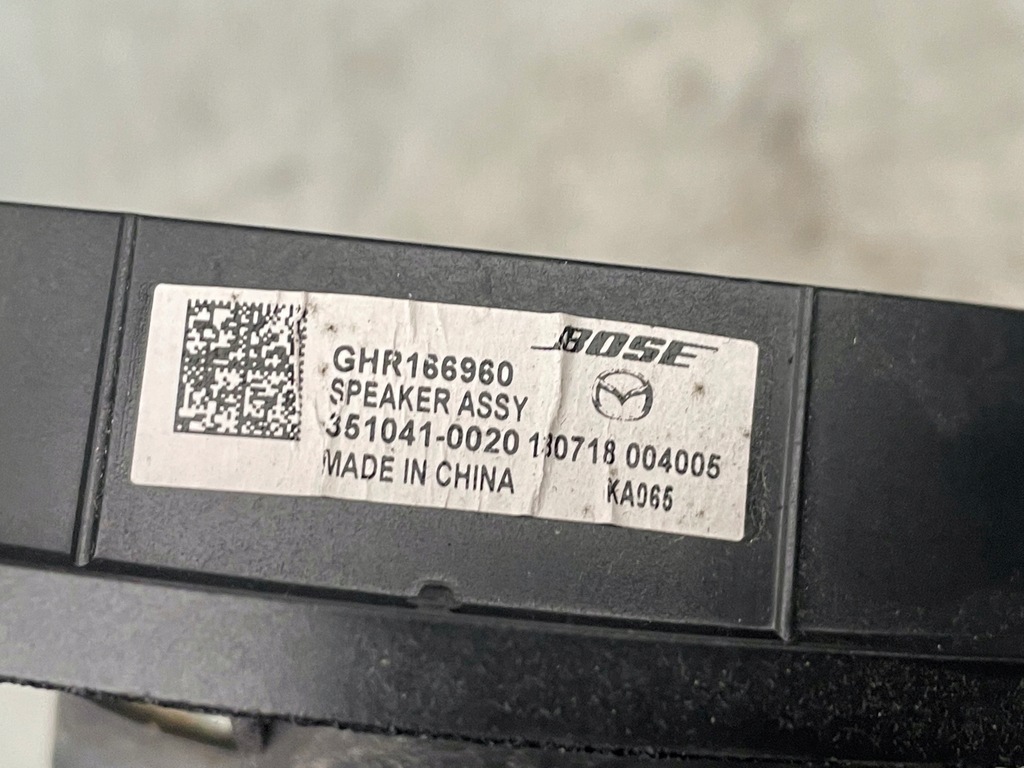 BOSE
GHR166960
SPEAKER ASSY
351041-0020 180718 004005
MADE IN CHINA KA065